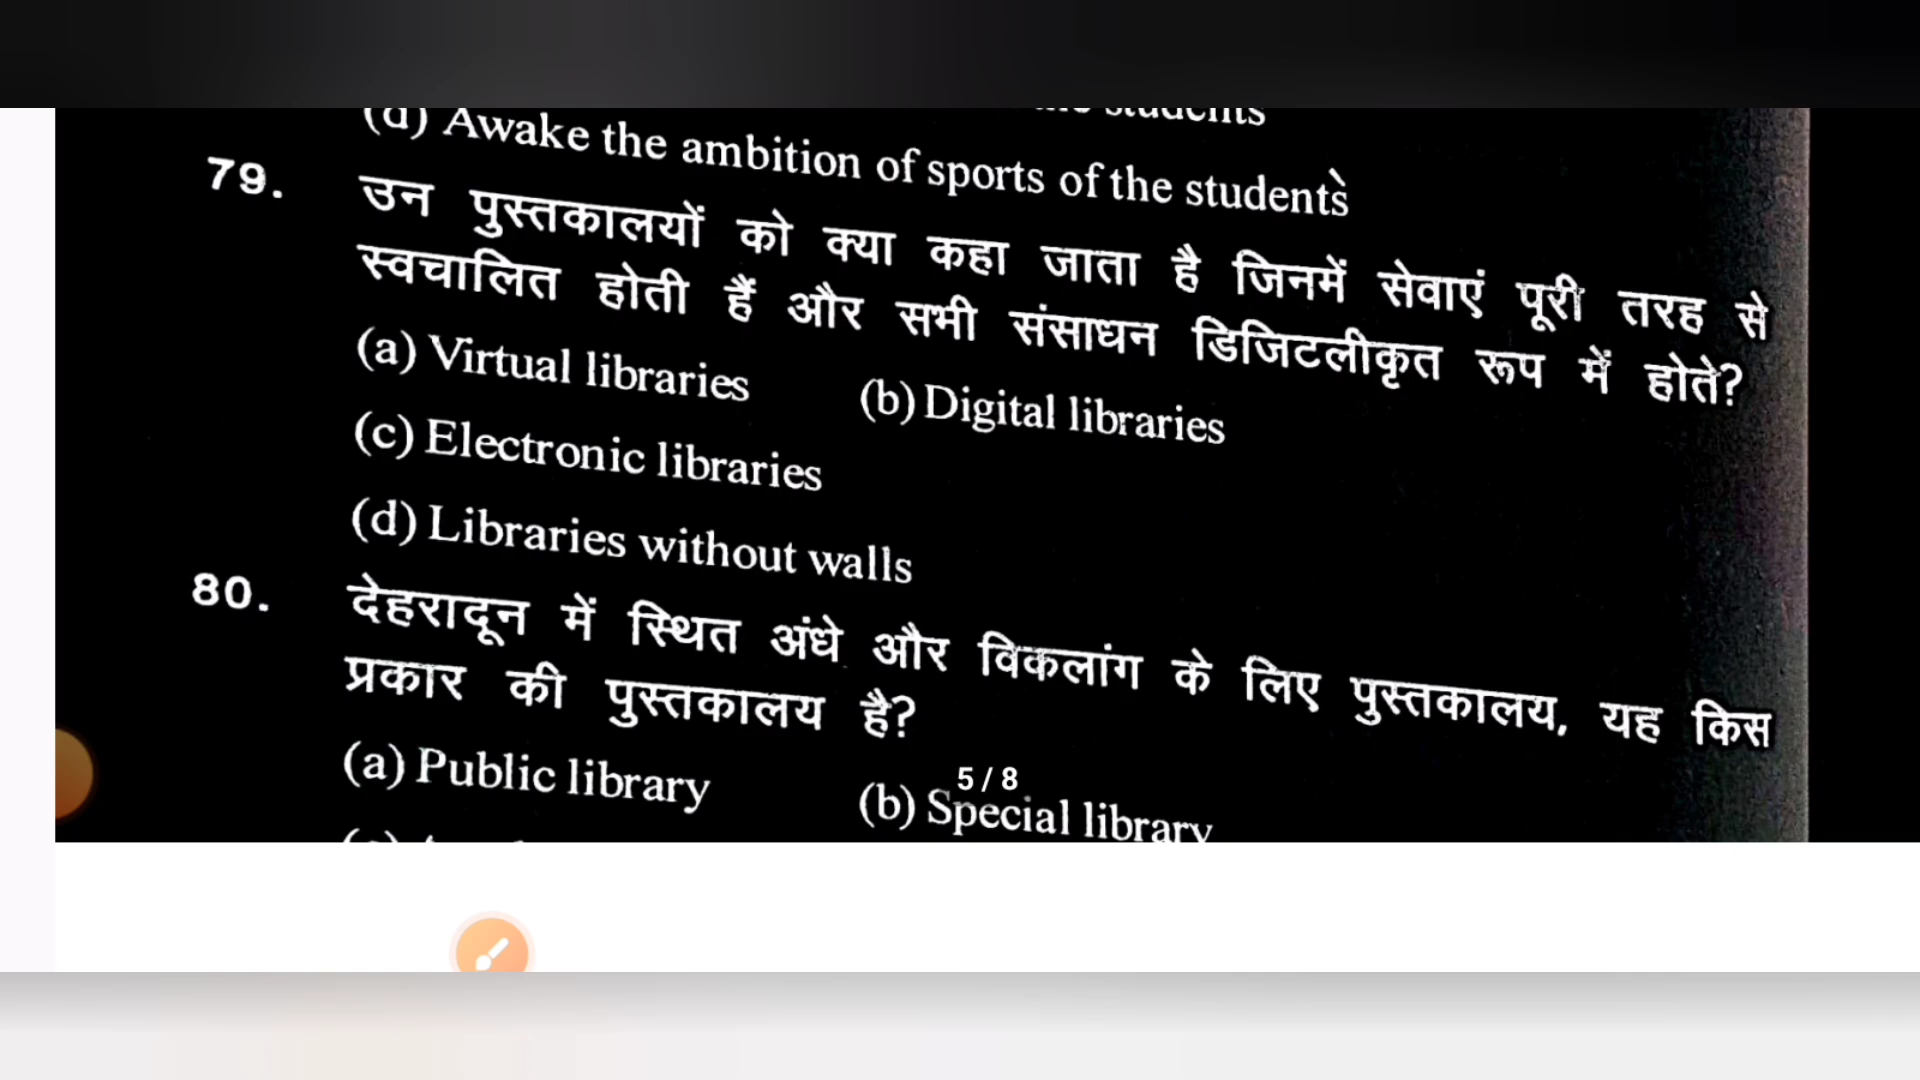 students
(d) Awake the ambition of sports of the students
79. उन पुस्तकालयों को क्या कहा जाता है जिनमें सेवाएं पूरी तरह से
स्वचालित होती हैं और सभी संसाधन डिजिटलीकृत रूप में होते?
(a) Virtual libraries (b) Digital libraries
(c) Electronic libraries
(d) Libraries without walls
80. देहरादून में स्थित अंधे और विकलांग के लिए पुस्तकालय, यह किस
प्रकार की पुस्तकालय है?
5 / 8
(a) Public library (b) Special library